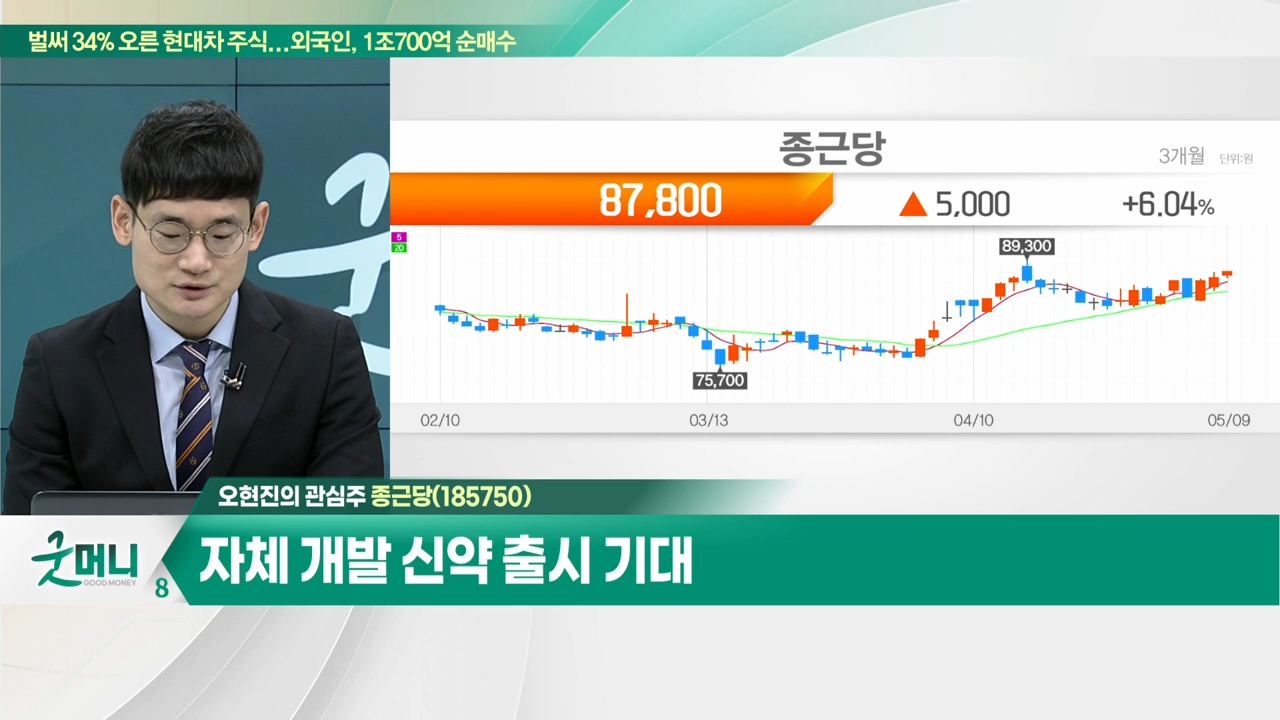 벌써 34% 오른 현대차 주식...외국인, 1조700억 순매수
종근당
3개월 단위:원
87,800 ▲ 5,000 +6.04%
5
20
89,300
75,700
02/10 03/13 04/10 05/09
오현진의 관심주 종근당(185750)
자체 개발 신약 출시 기대
굿머니
GOOD MONEY
8